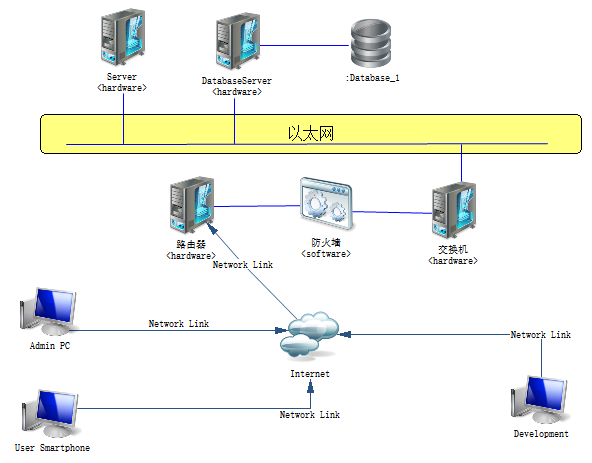 Server
<hardware>
DatabaseServer
<hardware>
:Database_1
以太网
路由器
<hardware>
防火墙
<software>
交换机
<hardware>
Network Link
Network Link
Network Link
Admin PC
Internet
Network Link
Development
User Smartphone